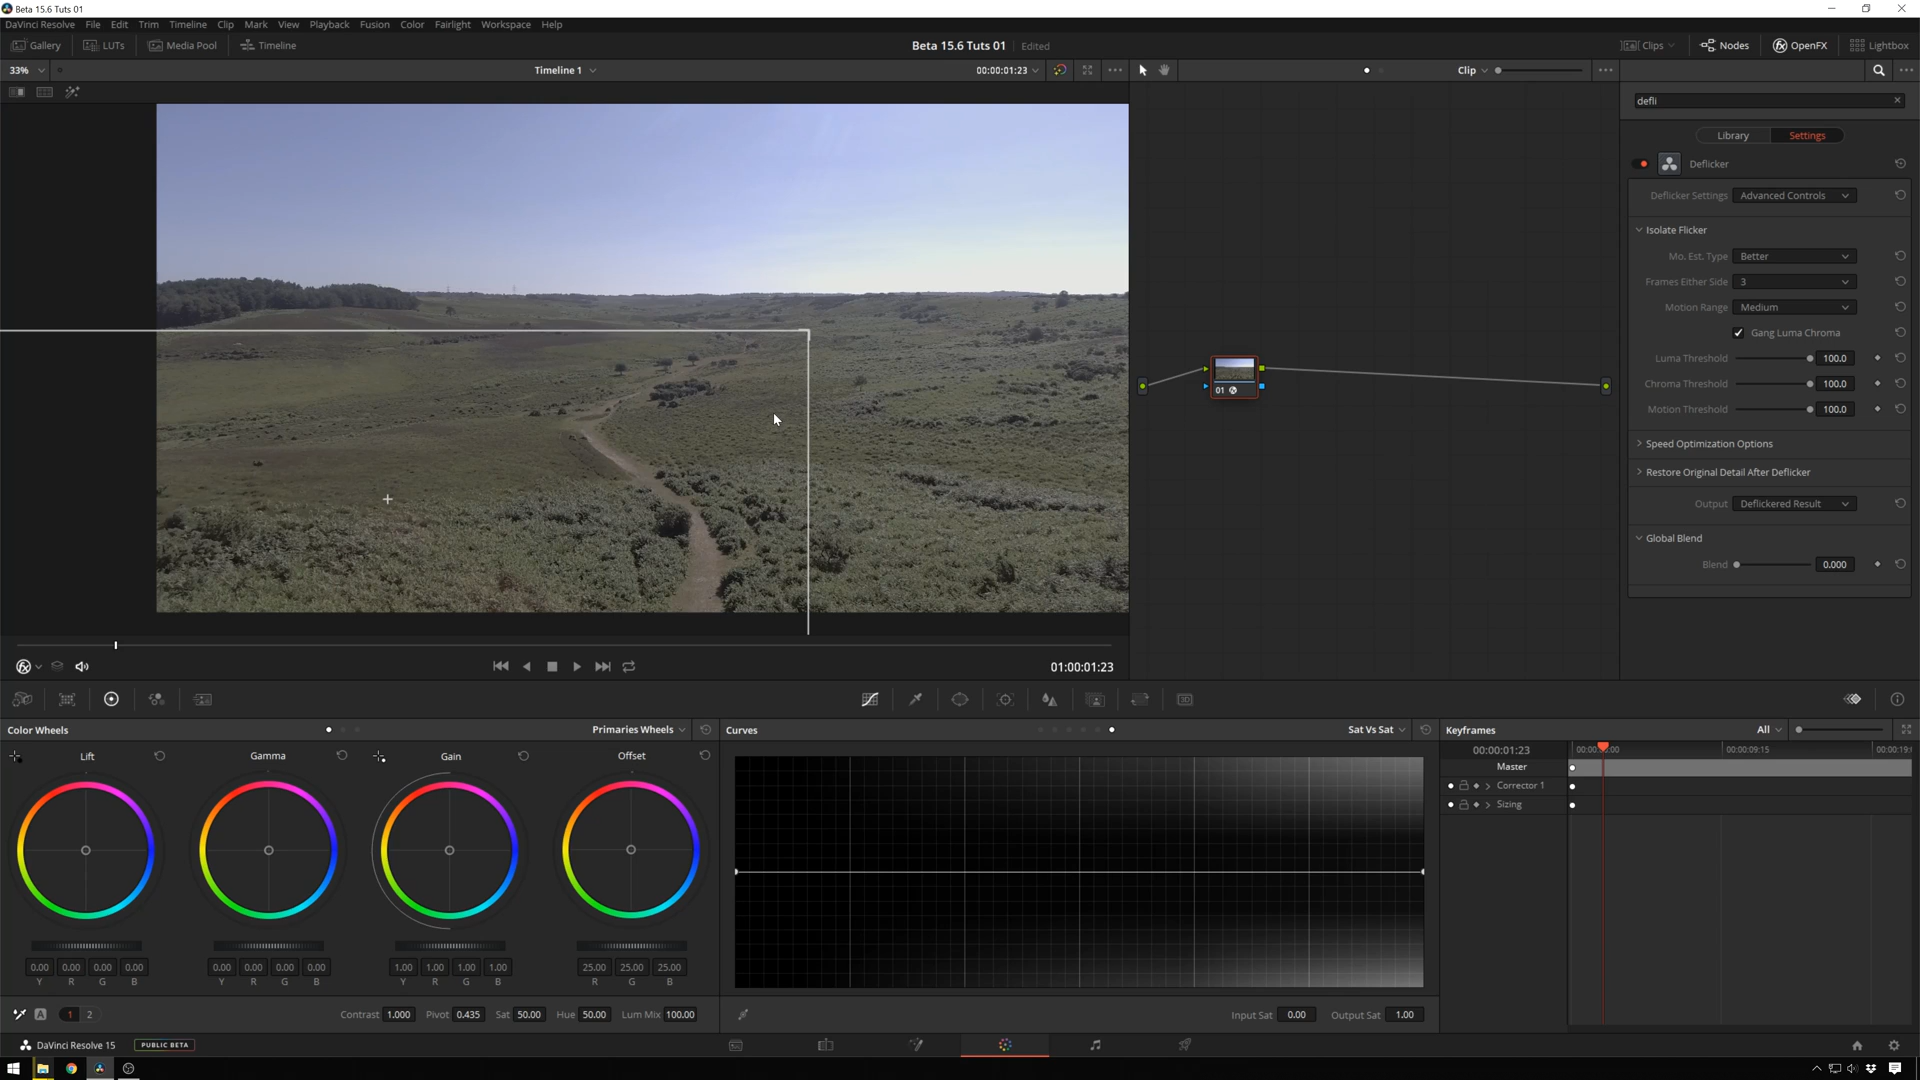 Beta 15.6 Tuts 01
DaVinci Resolve File Edit Trim Timeline Clip Mark View Playback Fusion Color Fairlight Workspace Help
Gallery LUTs Media Pool Timeline Beta 15.6 Tuts 01 Edited Clips Nodes OpenFX Lightbox
33% Timeline 1 00:00:01:23 Clip
defli
Library Settings
Deflicker
Deflicker Settings Advanced Controls
Isolate Flicker
Mo. Est. Type Better
Frames Either Side 3
Motion Range Medium
Gang Luma Chroma
Luma Threshold 100.0
Chroma Threshold 100.0
Motion Threshold 100.0
01
Speed Optimization Options
Restore Original Detail After Deflicker
Output Deflickered Result
Global Blend
Blend 0.000
01:00:01:23
Color Wheels Primaries Wheels Curves Sat Vs Sat Keyframes All
Lift Gamma Gain Offset
00:00:01:23 00:00:09:15
Master
Corrector 1
Sizing
0.00 0.00 0.00 0.00 0.00 0.00 0.00 0.00 1.00 1.00 1.00 1.00 25.00 25.00 25.00
Y R G B Y R G B Y R G B R G B
A 1 2 Contrast 1.000 Pivot 0.435 Sat 50.00 Hue 50.00 Lum Mix 100.00 Input Sat 0.00 Output Sat 1.00
DaVinci Resolve 15 PUBLIC BETA